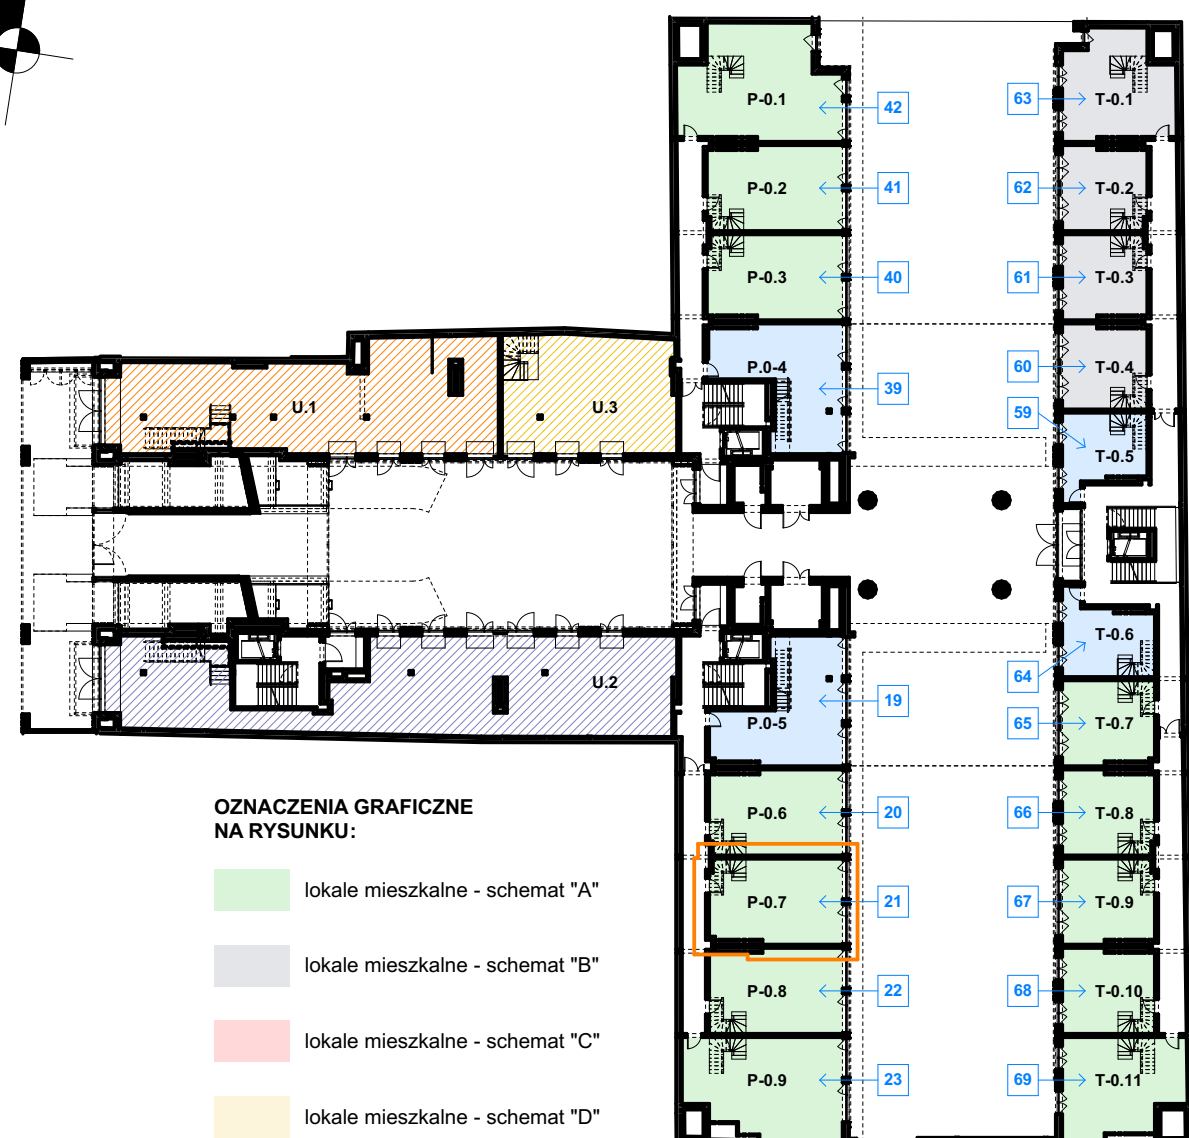 P-0.1
42
63
T-0.1
P-0.2
41
62
T-0.2
P-0.3
40
61
T-0.3
P.0-4
39
60
T-0.4
59
T-0.5
U.1
U.3
U.2
T-0.6
64
P.0-5
19
65
T-0.7
P-0.6
20
66
T-0.8
P-0.7
21
67
T-0.9
P-0.8
22
68
T-0.10
P-0.9
23
69
T-0.11
OZNACZENIA GRAFICZNE
NA RYSUNKU:
lokale mieszkalne - schemat "A"
lokale mieszkalne - schemat "B"
lokale mieszkalne - schemat "C"
lokale mieszkalne - schemat "D"